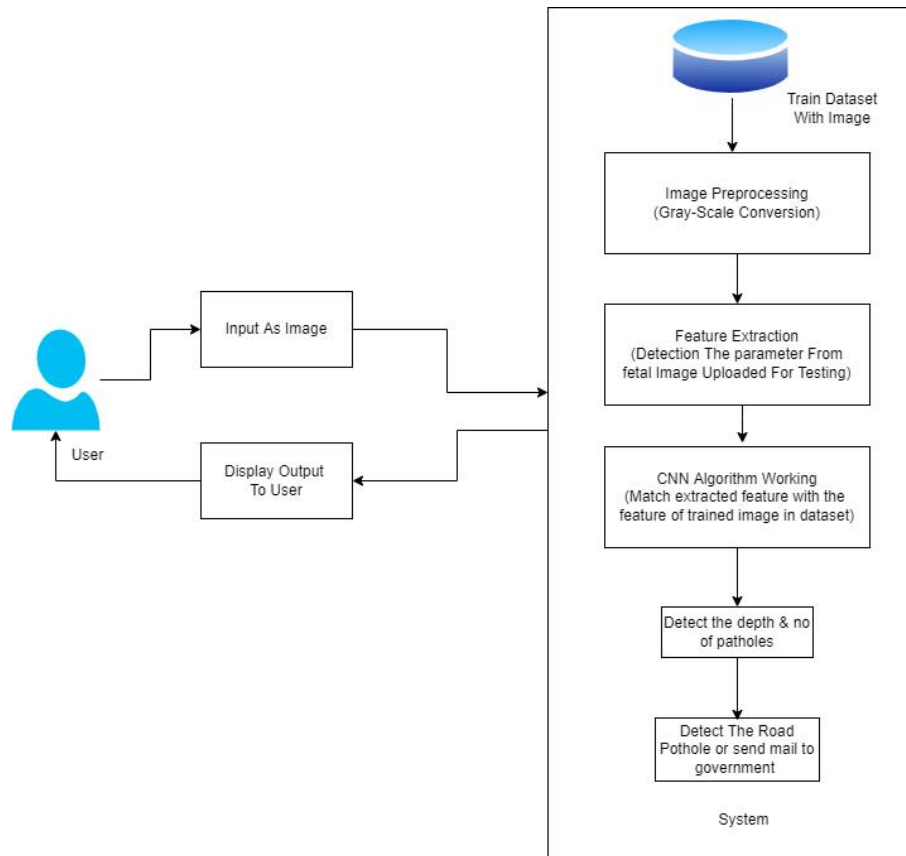 Train Dataset
With Image
Image Preprocessing
(Gray-Scale Conversion)
Input As Image
Feature Extraction
(Detection The parameter From
fetal Image Uploaded For Testing)
User
Display Output
To User
CNN Algorithm Working
(Match extracted feature with the
feature of trained image in dataset)
Detect the depth & no
of patholes
Detect The Road
Pothole or send mail to
government
System